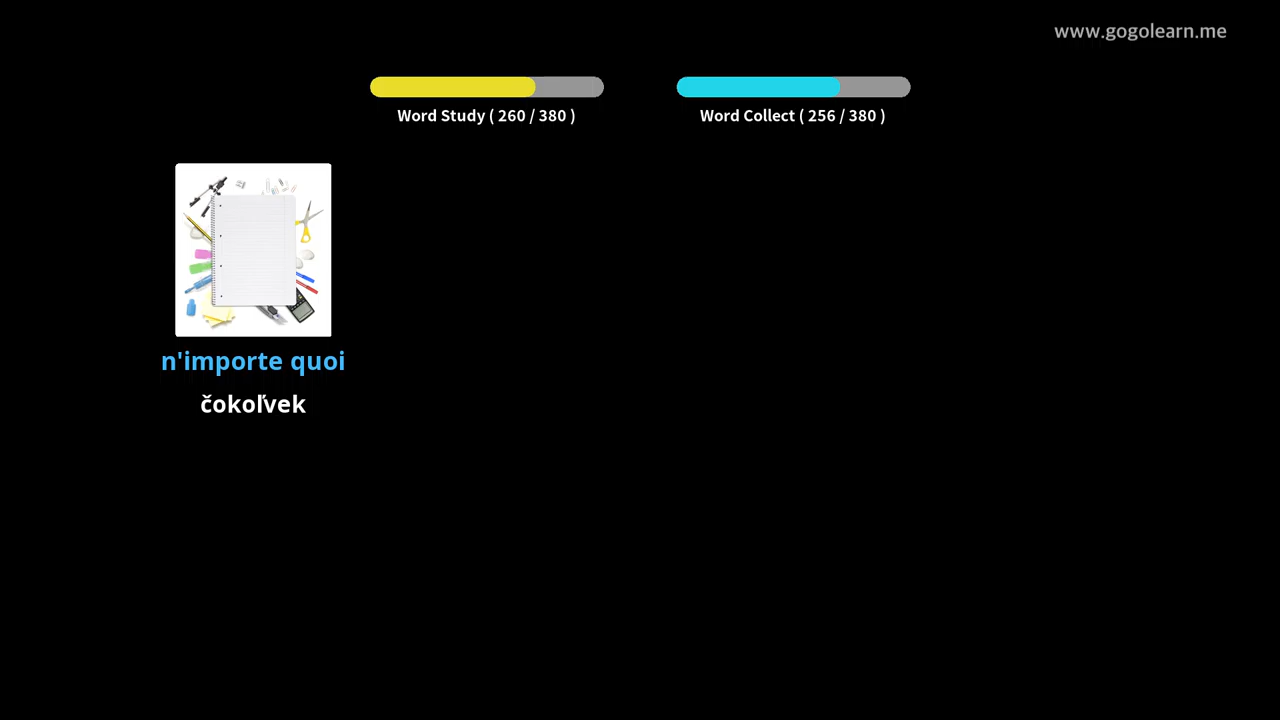 www.gogolearn.me
Word Study ( 260 / 380 )
Word Collect ( 256 / 380 )
n'importe quoi
čokoľvek